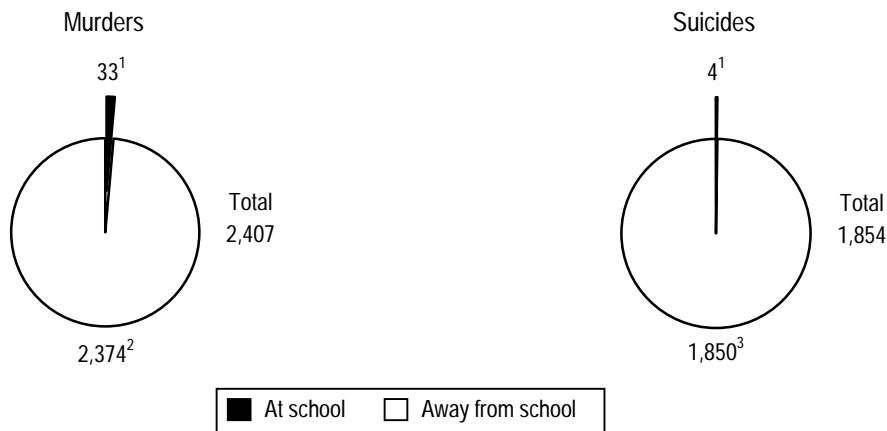 Murders
33¹
Total
2,407
2,374²
Suicides
4¹
Total
1,854
1,850³
At school
Away from school